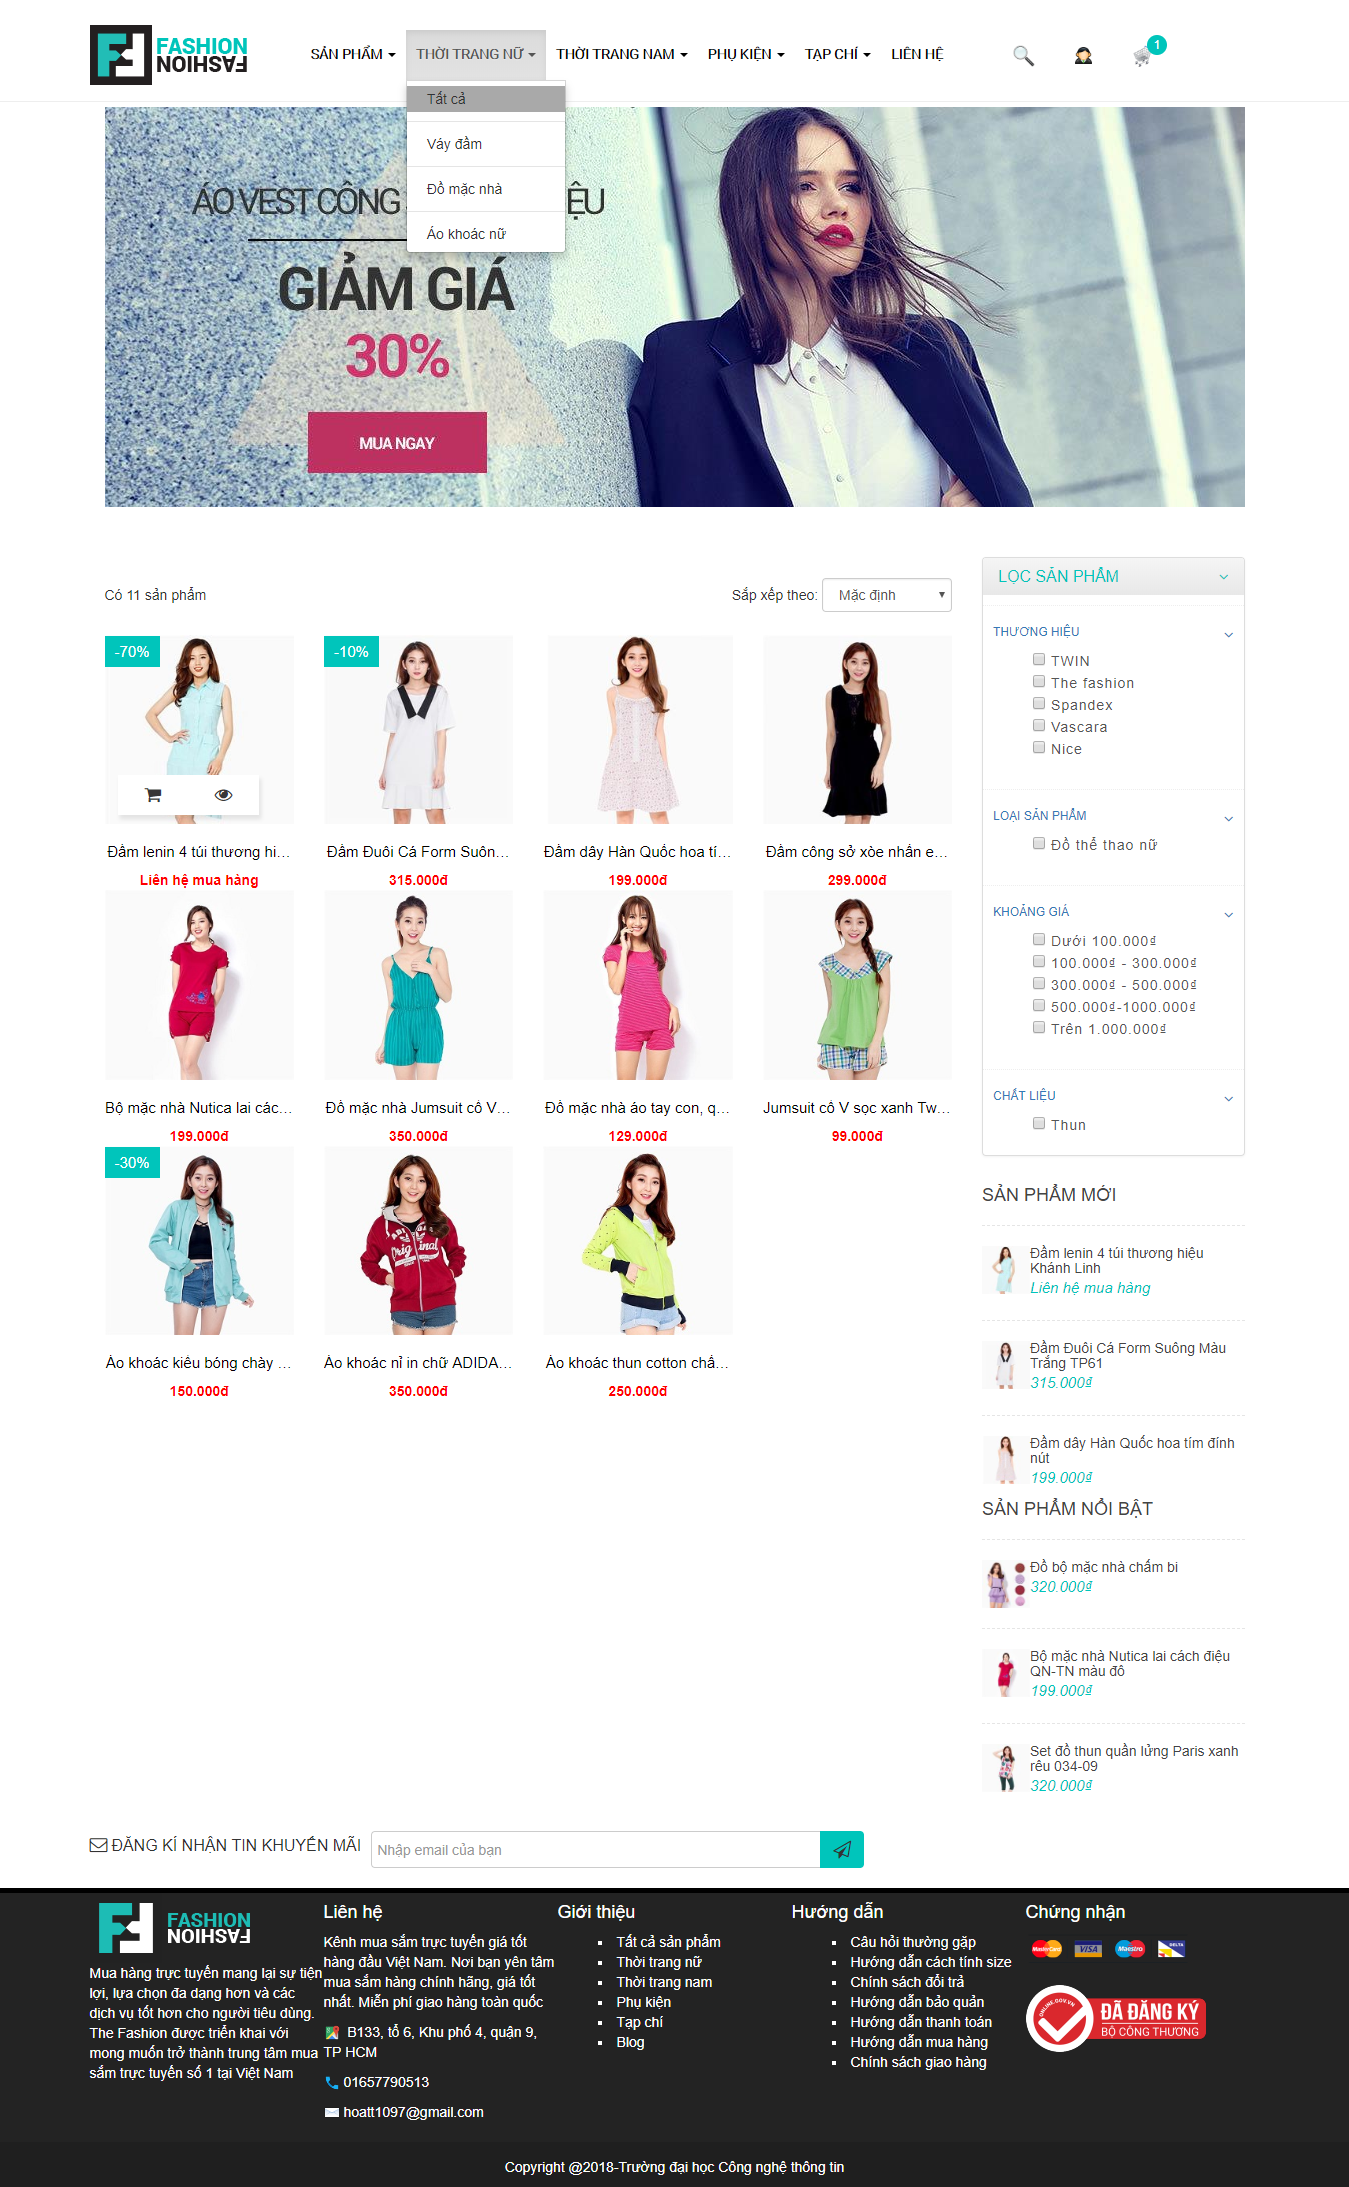 FASHION
FASHION
SẢN PHẨM
THỜI TRANG NỮ
THỜI TRANG NAM
PHỤ KIỆN
TẠP CHÍ
LIÊN HỆ
1
Tất cả
Váy đầm
Đồ mặc nhà
Áo khoác nữ
ÁO VEST CÔNG
ỆU
GIẢM GIÁ
30%
MUA NGAY
Có 11 sản phẩm
Sắp xếp theo: Mặc định
-70%
-10%
Đầm lenin 4 túi thương hi...
Đầm Đuôi Cá Form Suôn...
Đầm dây Hàn Quốc hoa tí...
Đầm công sở xòe nhấn e...
Liên hệ mua hàng
315.000đ
199.000đ
299.000đ
Bộ mặc nhà Nutica lai các...
Đồ mặc nhà Jumsuit cổ V...
Đồ mặc nhà áo tay con, q...
Jumsuit cổ V sọc xanh Tw...
199.000đ
350.000đ
129.000đ
99.000đ
-30%
Áo khoác kiểu bóng chày ...
Áo khoác nỉ in chữ ADIDA...
Áo khoác thun cotton chấ...
150.000đ
350.000đ
250.000đ
LỌC SẢN PHẨM
THƯƠNG HIỆU
TWIN
The fashion
Spandex
Vascara
Nice
LOẠI SẢN PHẨM
Đồ thể thao nữ
KHOẢNG GIÁ
Dưới 100.000₫
100.000₫ - 300.000₫
300.000₫ - 500.000₫
500.000₫-1000.000₫
Trên 1.000.000₫
CHẤT LIỆU
Thun
SẢN PHẨM MỚI
Đầm lenin 4 túi thương hiệu
Khánh Linh
Liên hệ mua hàng
Đầm Đuôi Cá Form Suông Màu
Trắng TP61
315.000₫
Đầm dây Hàn Quốc hoa tím đính
nút
199.000₫
SẢN PHẨM NỔI BẬT
Đồ bộ mặc nhà chấm bi
320.000₫
Bộ mặc nhà Nutica lai cách điệu
QN-TN màu đỏ
199.000₫
Set đồ thun quần lửng Paris xanh
rêu 034-09
320.000₫
ĐĂNG KÍ NHẬN TIN KHUYẾN MÃI
Nhập email của bạn
FASHION
FASHION
Mua hàng trực tuyến mang lại sự tiện
lợi, lựa chọn đa dạng hơn và các
dịch vụ tốt hơn cho người tiêu dùng.
The Fashion được triển khai với
mong muốn trở thành trung tâm mua
sắm trực tuyến số 1 tại Việt Nam
Liên hệ
Kênh mua sắm trực tuyến giá tốt
hàng đầu Việt Nam. Nơi bạn yên tâm
mua sắm hàng chính hãng, giá tốt
nhất. Miễn phí giao hàng toàn quốc
B133, tổ 6, Khu phố 4, quận 9,
TP HCM
01657790513
hoatt1097@gmail.com
Giới thiệu
Tất cả sản phẩm
Thời trang nữ
Thời trang nam
Phụ kiện
Tạp chí
Blog
Hướng dẫn
Câu hỏi thường gặp
Hướng dẫn cách tính size
Chính sách đổi trả
Hướng dẫn bảo quản
Hướng dẫn thanh toán
Hướng dẫn mua hàng
Chính sách giao hàng
Chứng nhận
MasterCard
VISA
Maestro
DELTA
ONLINE.GOV.VN
ĐÃ ĐĂNG KÝ
BỘ CÔNG THƯƠNG
Copyright @2018-Trường đại học Công nghệ thông tin